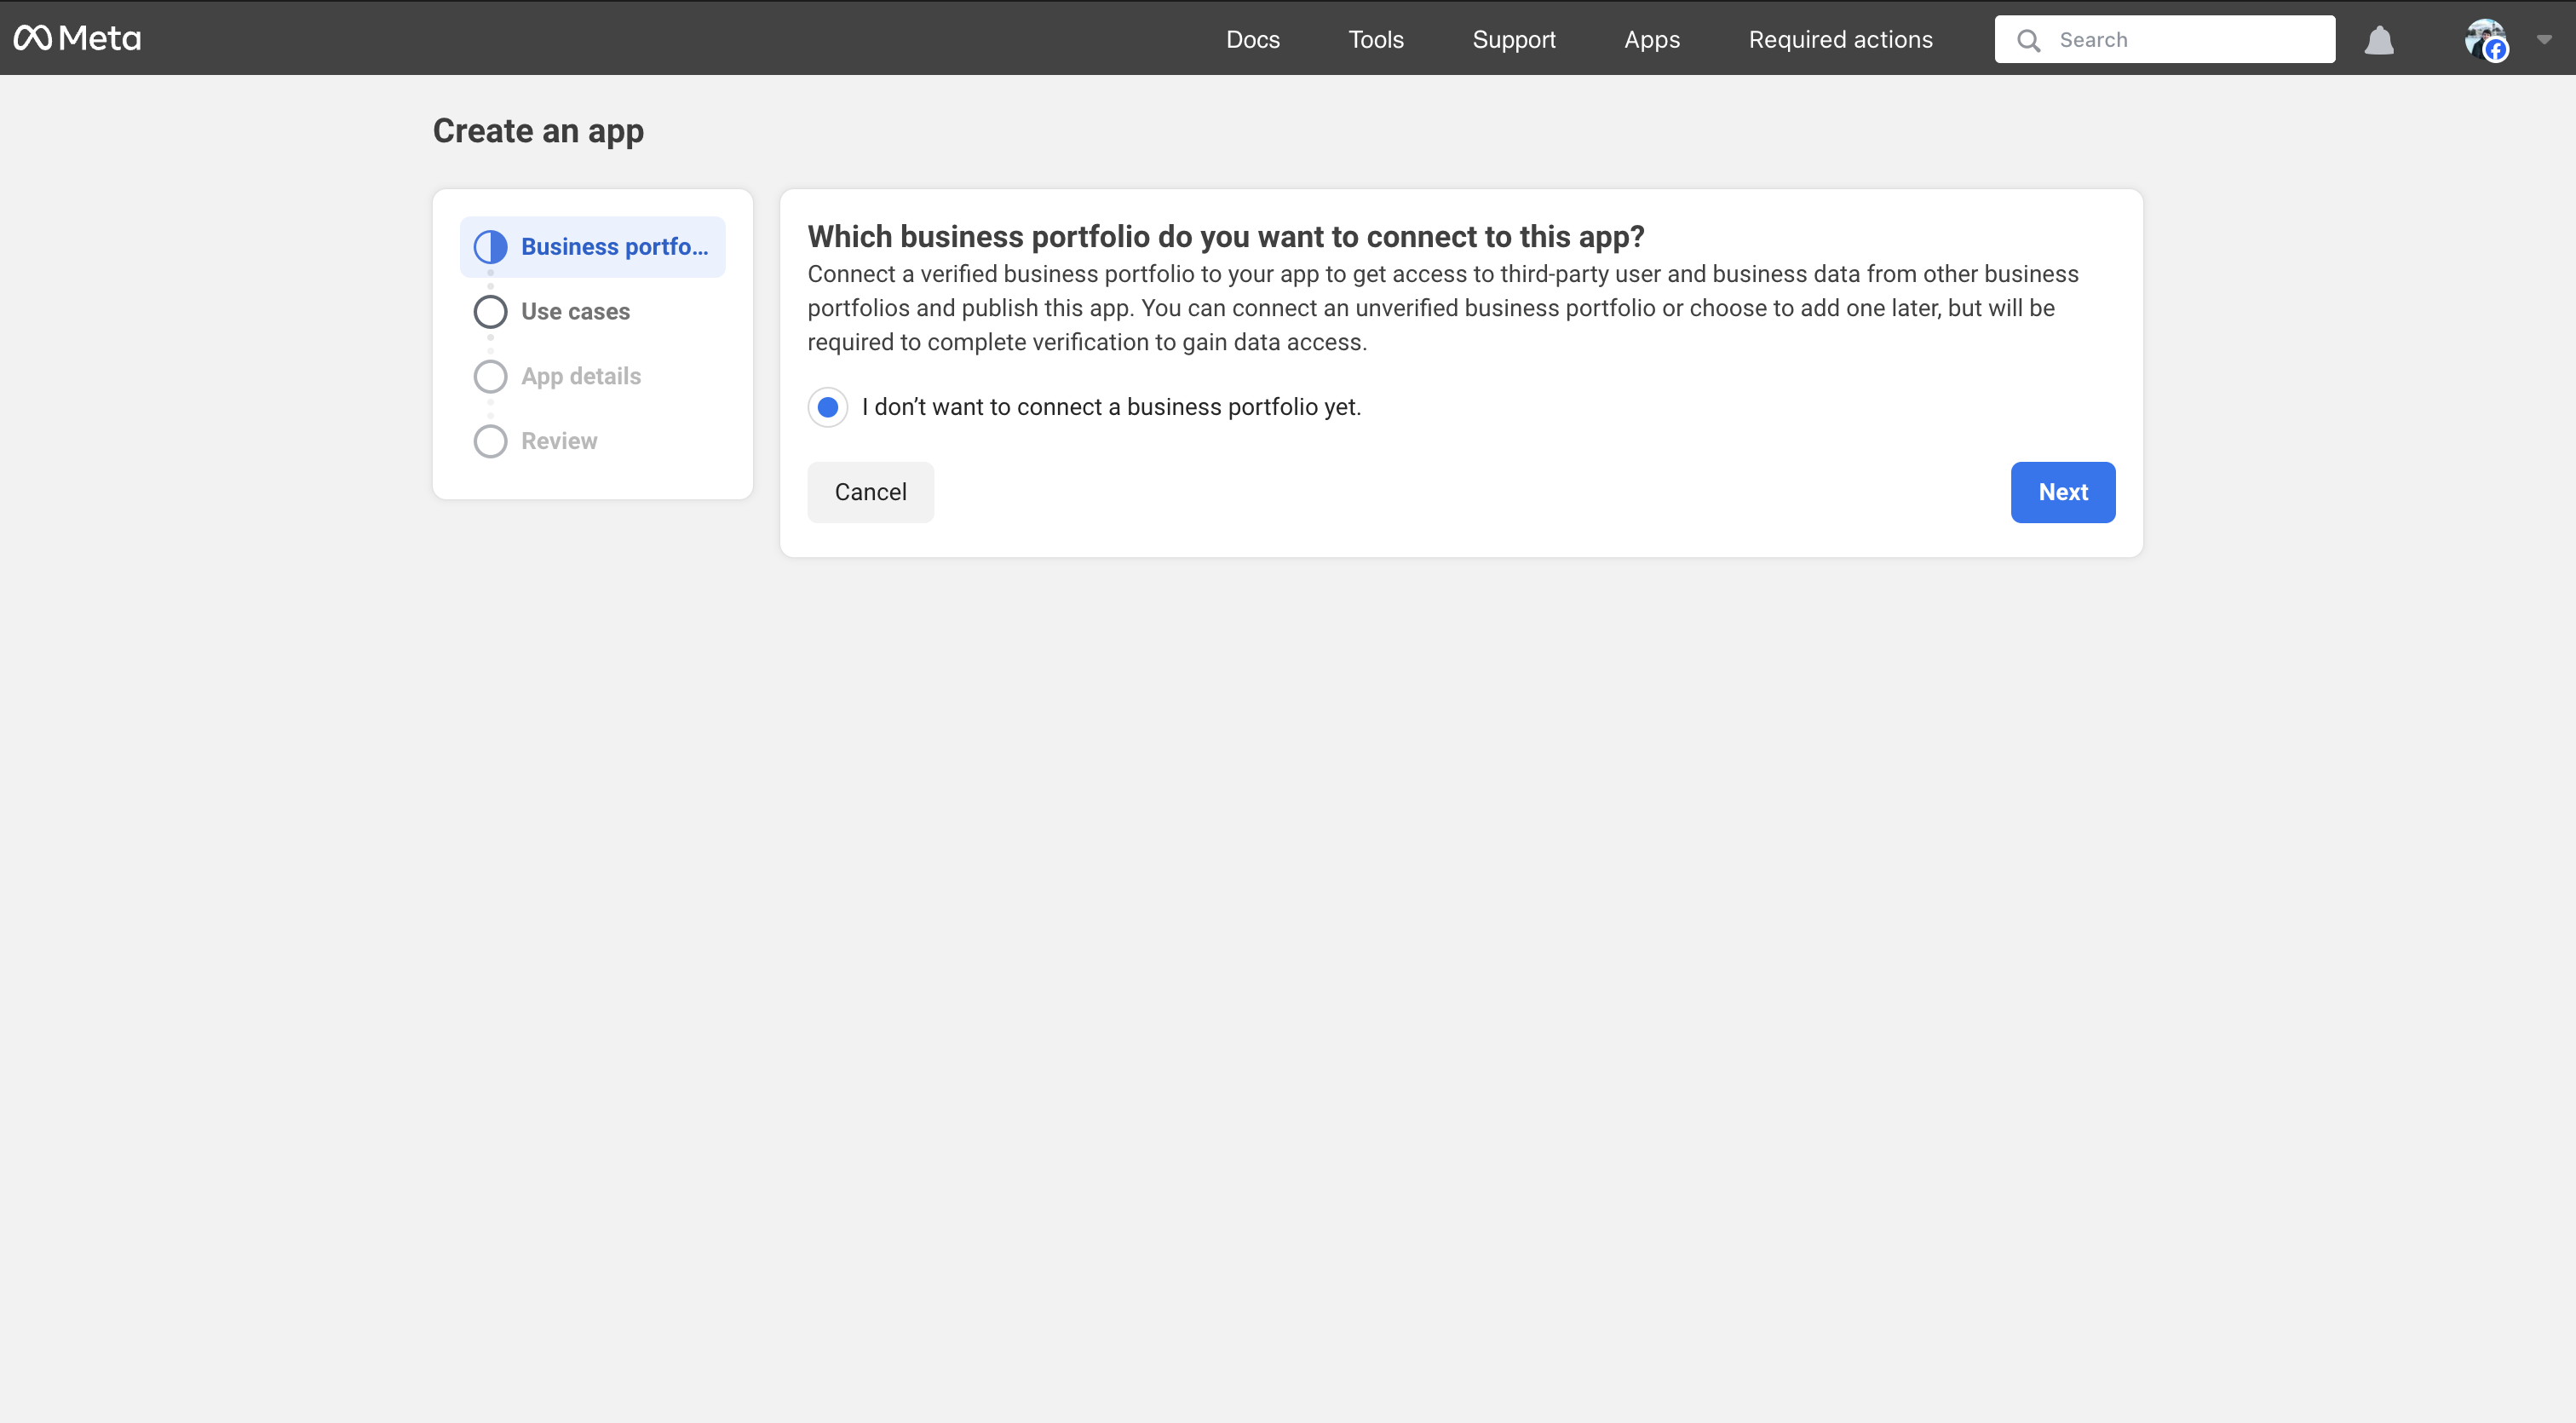 Meta
Docs
Tools
Support
Apps
Required actions
Search
Create an app
Business portfo...
Use cases
App details
Review
Which business portfolio do you want to connect to this app?
Connect a verified business portfolio to your app to get access to third-party user and business data from other business
portfolios and publish this app. You can connect an unverified business portfolio or choose to add one later, but will be
required to complete verification to gain data access.
I don’t want to connect a business portfolio yet.
Cancel
Next